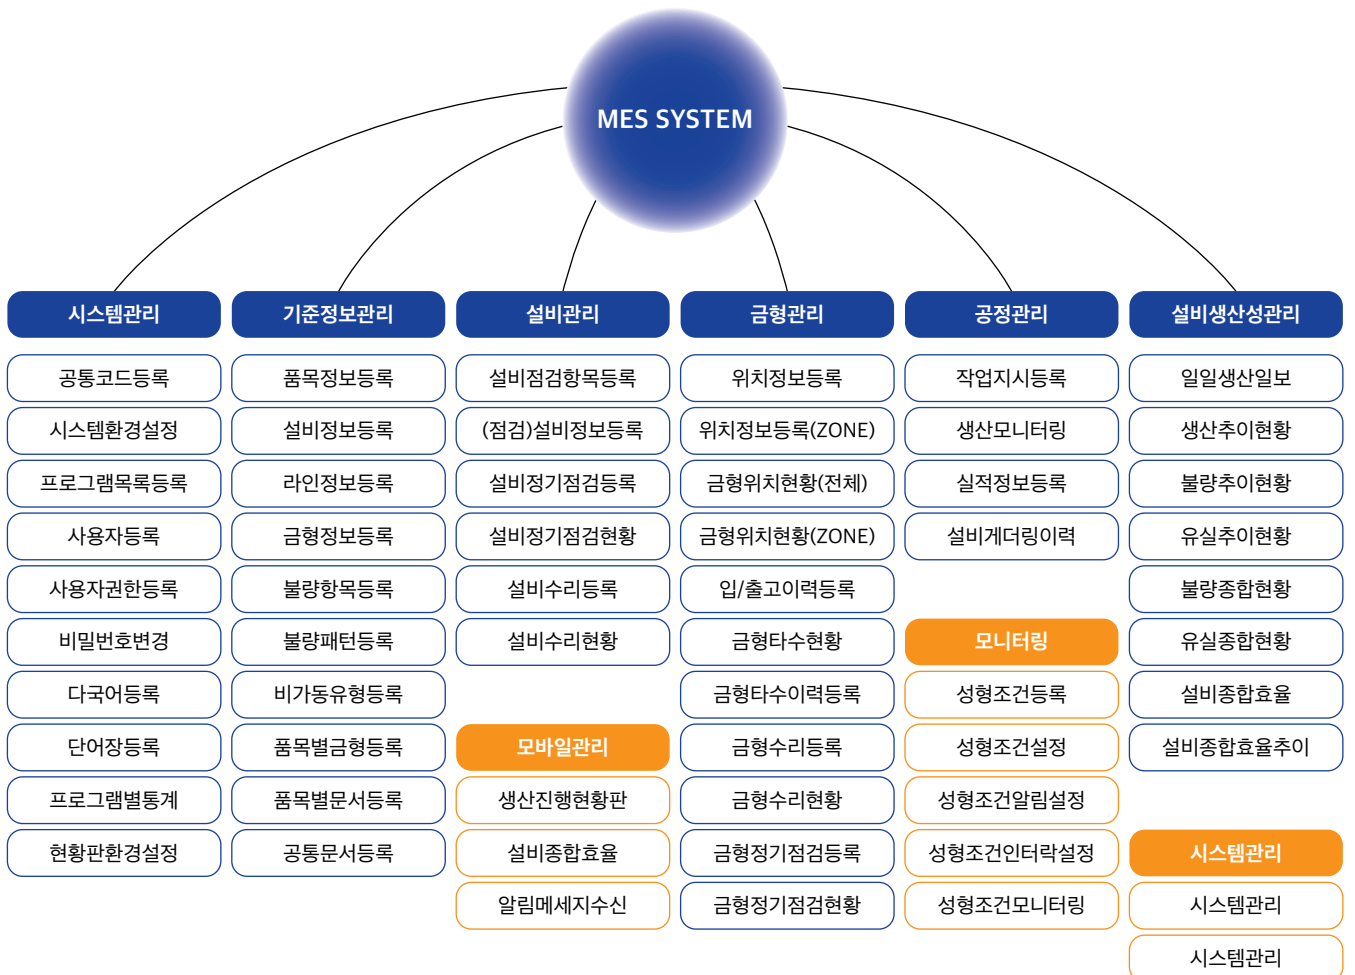 MES SYSTEM
시스템관리
공통코드등록
시스템환경설정
프로그램목록등록
사용자등록
사용자권한등록
비밀번호변경
다국어등록
단어장등록
프로그램별통계
현황판환경설정
기준정보관리
품목정보등록
설비정보등록
라인정보등록
금형정보등록
불량항목등록
불량패턴등록
비가동유형등록
품목별금형등록
품목별문서등록
공통문서등록
설비관리
설비점검항목등록
(점검)설비정보등록
설비정기점검등록
설비정기점검현황
설비수리등록
설비수리현황
모바일관리
생산진행현황판
설비종합효율
알림메세지수신
금형관리
위치정보등록
위치정보등록(ZONE)
금형위치현황(전체)
금형위치현황(ZONE)
입/출고이력등록
금형타수현황
금형타수이력등록
금형수리등록
금형수리현황
금형정기점검등록
금형정기점검현황
공정관리
작업지시등록
생산모니터링
실적정보등록
설비게더링이력
모니터링
성형조건등록
성형조건설정
성형조건알림설정
성형조건인터락설정
성형조건모니터링
설비생산성관리
일일생산일보
생산추이현황
불량추이현황
유실추이현황
불량종합현황
유실종합현황
설비종합효율
설비종합효율추이
시스템관리
시스템관리
시스템관리